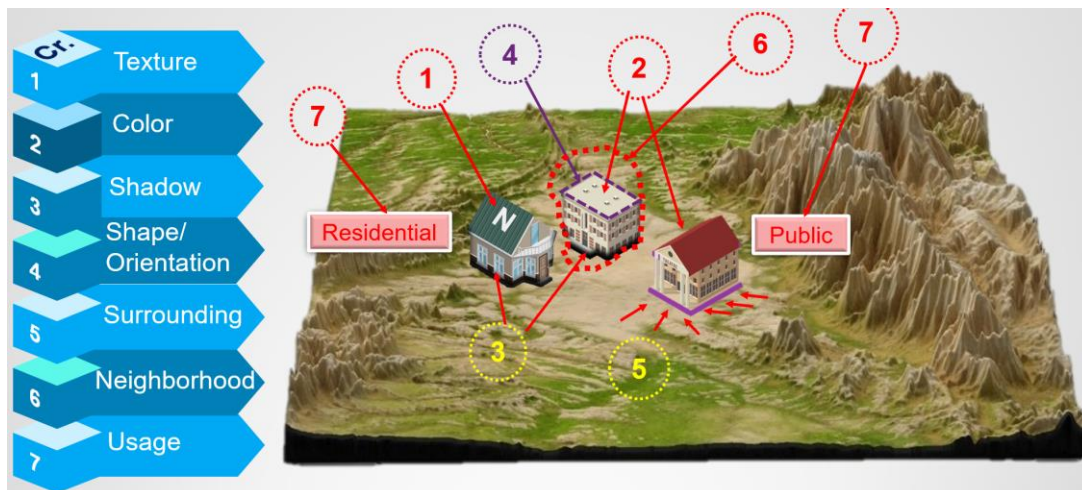 Cr.
1 Texture
2 Color
3 Shadow
4 Shape/
Orientation
5 Surrounding
6 Neighborhood
7 Usage
4
6
7
1
2
7
N
Residential
Public
3
5